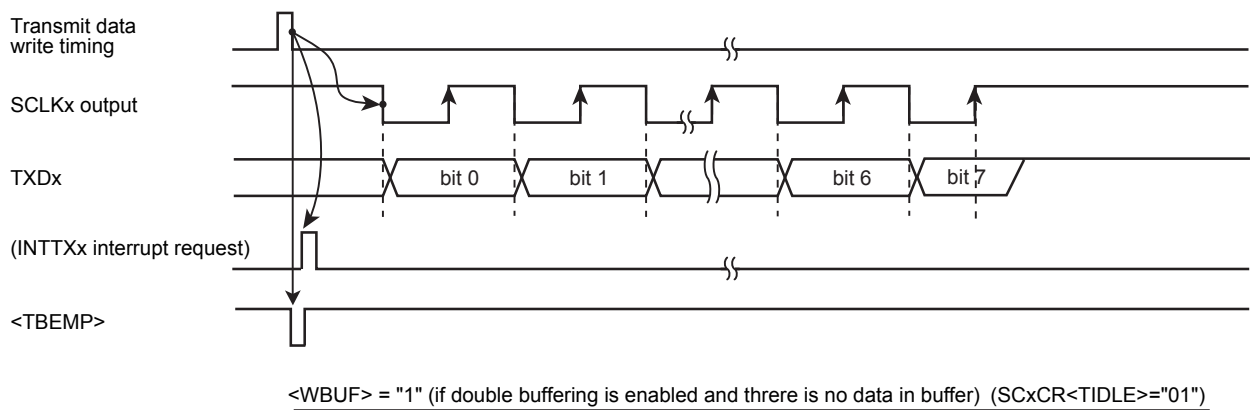 Transmit data
write timing
SCLKx output
TXDx
bit 0
bit 1
bit 6
bit 7
(INTTXx interrupt request)
<TBEMP>
<WBUF> = "1" (if double buffering is enabled and threre is no data in buffer) (SCxCR<TIDLE>="01")